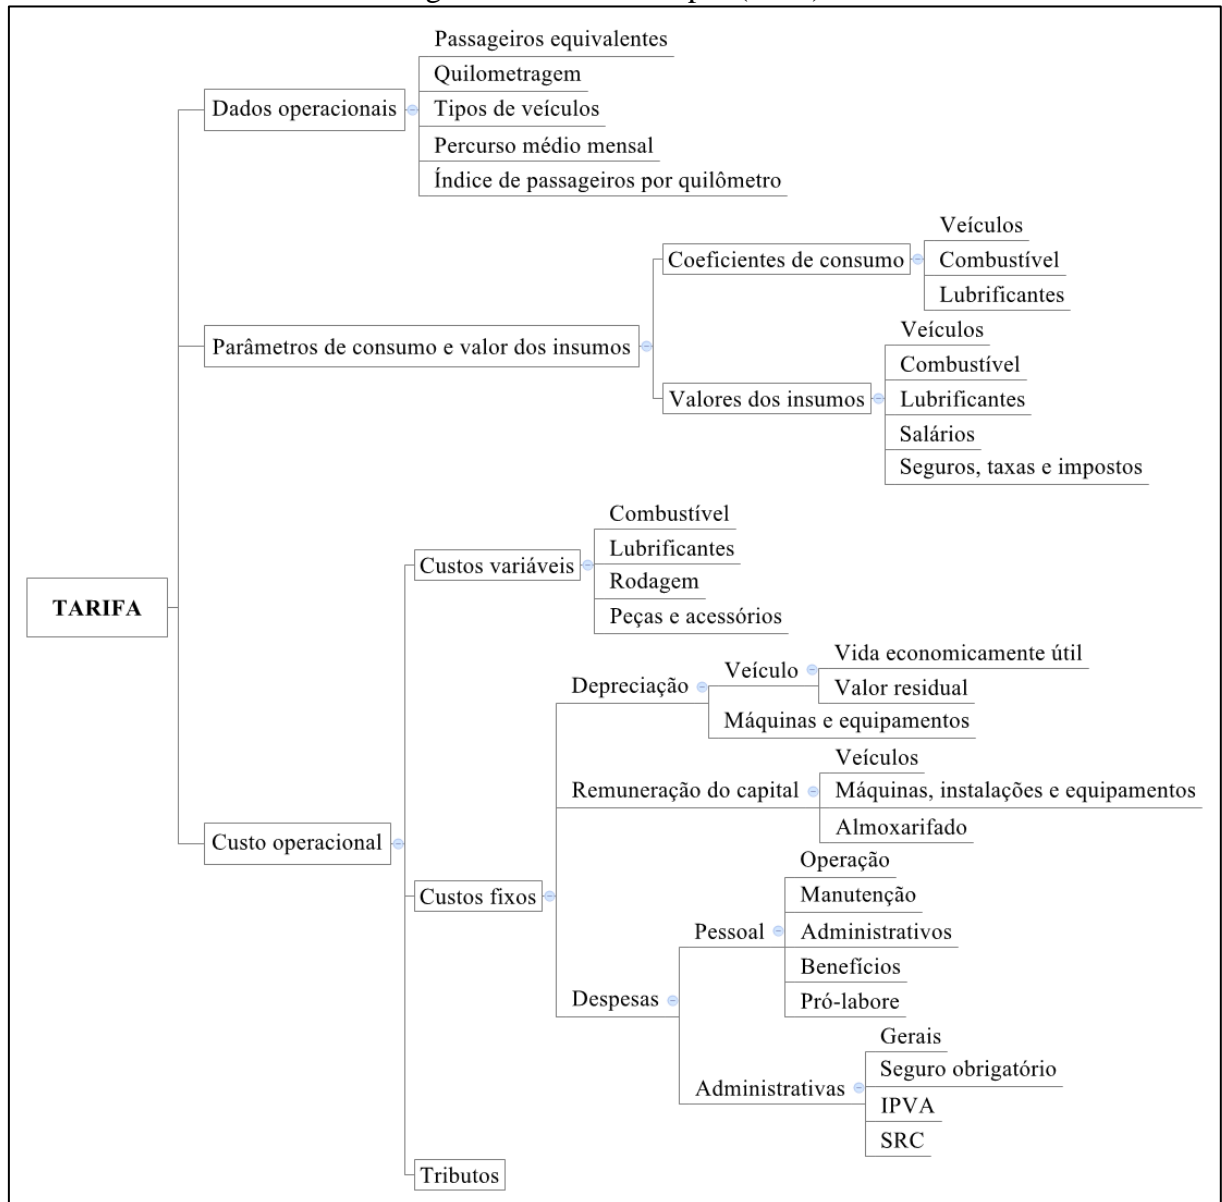 Passageiros equivalentes
Quilometragem
Dados operacionais
Tipos de veículos
Percurso médio mensal
Índice de passageiros por quilômetro
Veículos
Coeficientes de consumo
Combustível
Lubrificantes
Parâmetros de consumo e valor dos insumos
Veículos
Combustível
Valores dos insumos
Lubrificantes
Salários
Seguros, taxas e impostos
TARIFA
Combustível
Lubrificantes
Custos variáveis
Rodagem
Peças e acessórios
Depreciação
Veículo
Vida economicamente útil
Valor residual
Máquinas e equipamentos
Remuneração do capital
Veículos
Máquinas, instalações e equipamentos
Almoxarifado
Custo operacional
Custos fixos
Operação
Manutenção
Pessoal
Administrativos
Benefícios
Pró-labore
Despesas
Gerais
Seguro obrigatório
Administrativas
IPVA
SRC
Tributos